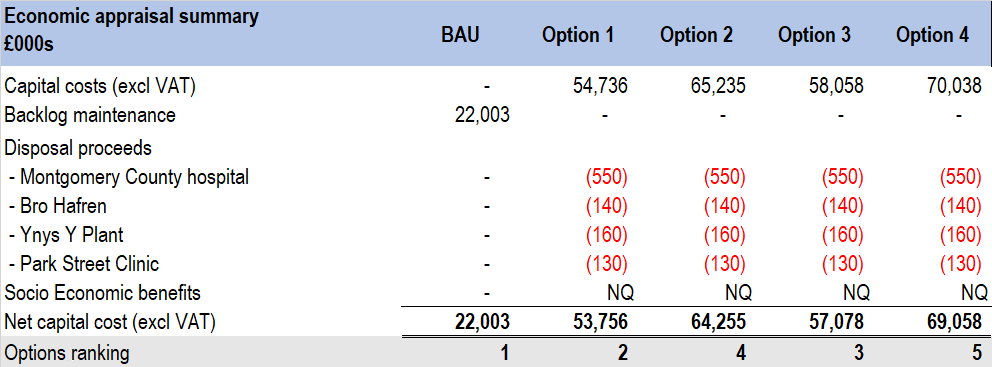 Economic appraisal summary
£000s BAU Option 1 Option 2 Option 3 Option 4
Capital costs (excl VAT) - 54,736 65,235 58,058 70,038
Backlog maintenance 22,003 - - - -
Disposal proceeds
- Montgomery County hospital - (550) (550) (550) (550)
- Bro Hafren - (140) (140) (140) (140)
- Ynys Y Plant - (160) (160) (160) (160)
- Park Street Clinic - (130) (130) (130) (130)
Socio Economic benefits - NQ NQ NQ NQ
Net capital cost (excl VAT) 22,003 53,756 64,255 57,078 69,058
Options ranking 1 2 4 3 5